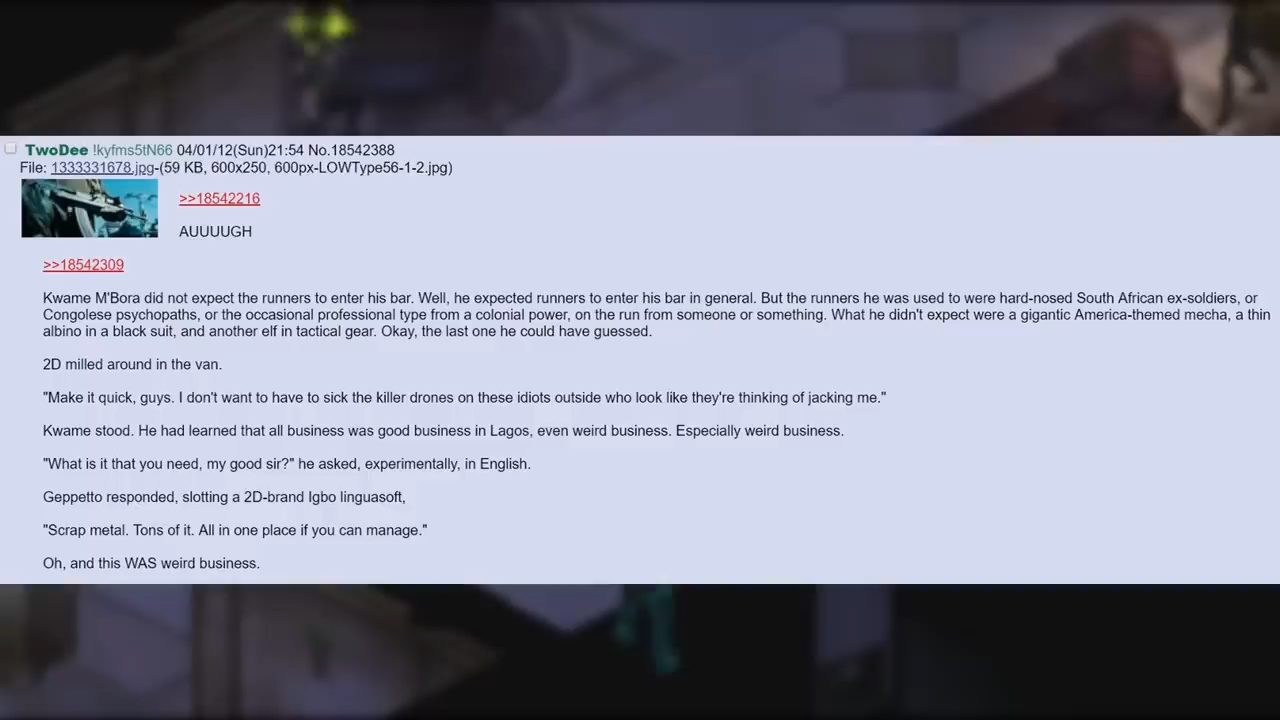 TwoDee !kyfms5tN66 04/01/12(Sun)21:54 No.18542388
File: 1333331678.jpg-(59 KB, 600x250, 600px-LOWType56-1-2.jpg)
>>18542216
AUUUUGH
>>18542309
Kwame M'Bora did not expect the runners to enter his bar. Well, he expected runners to enter his bar in general. But the runners he was used to were hard-nosed South African ex-soldiers, or
Congolese psychopaths, or the occasional professional type from a colonial power, on the run from someone or something. What he didn't expect were a gigantic America-themed mecha, a thin
albino in a black suit, and another elf in tactical gear. Okay, the last one he could have guessed.
2D milled around in the van.
"Make it quick, guys. I don't want to have to sick the killer drones on these idiots outside who look like they're thinking of jacking me."
Kwame stood. He had learned that all business was good business in Lagos, even weird business. Especially weird business.
"What is it that you need, my good sir?" he asked, experimentally, in English.
Geppetto responded, slotting a 2D-brand Igbo linguasoft,
"Scrap metal. Tons of it. All in one place if you can manage."
Oh, and this WAS weird business.